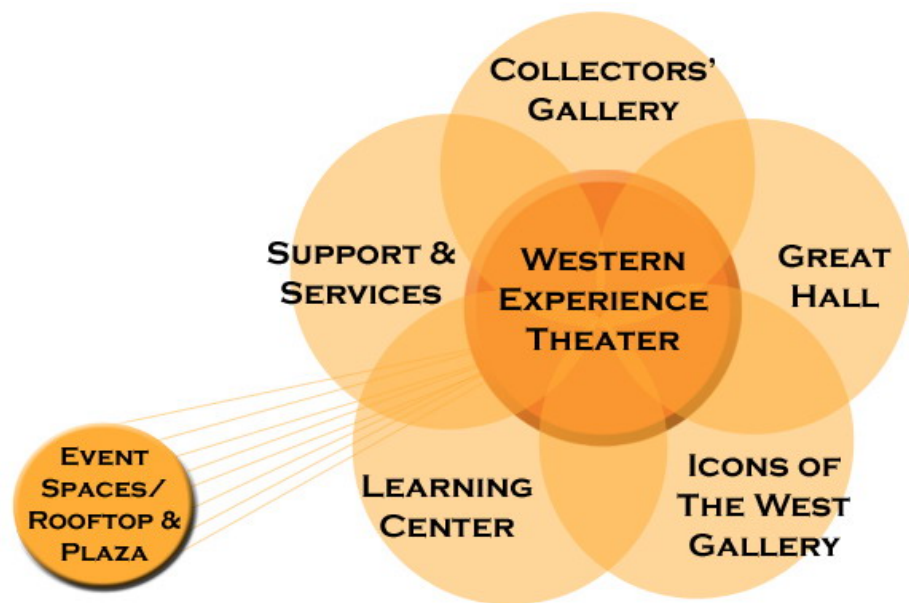 Collectors'
Gallery
Support &
Services
Western
Experience
Theater
Great
Hall
Learning
Center
Icons of
The West
Gallery
Event
Spaces/
Rooftop &
Plaza